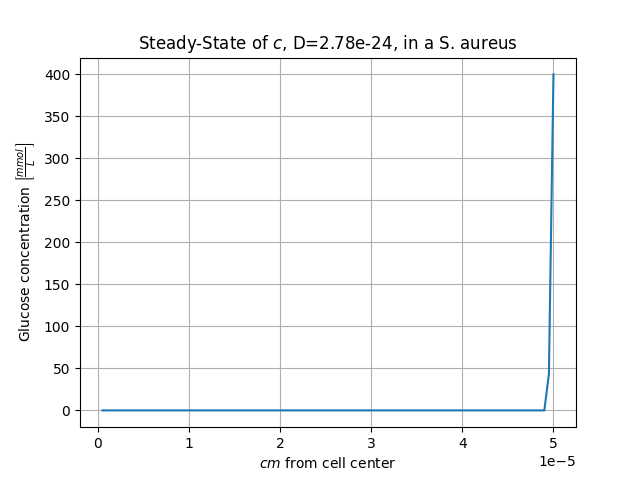 Steady-State of c, D=2.78e-24, in a S. aureus
400
350
300
250
200
150
100
50
0
Glucose concentration [mmol/L]
0 1 2 3 4 5
1e−5
cm from cell center